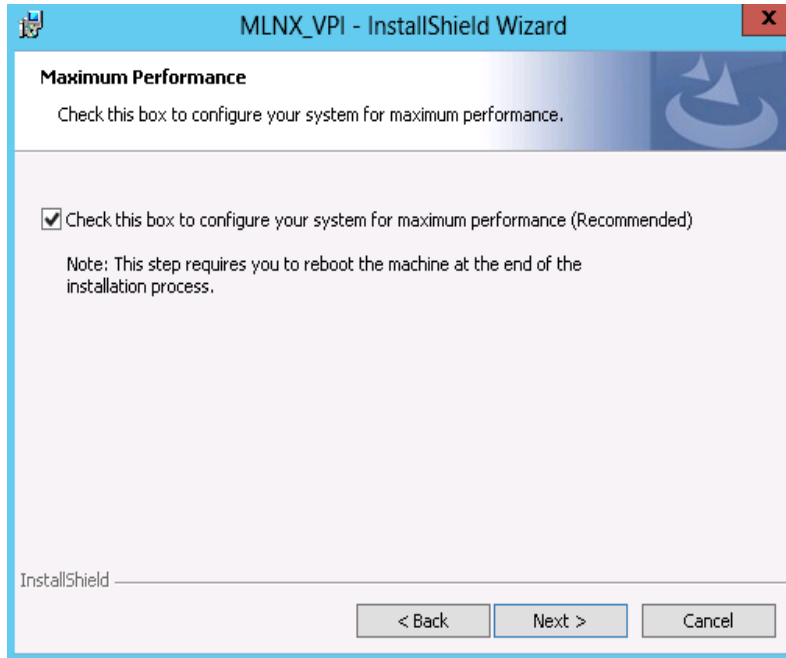 MLNX_VPI - InstallShield Wizard
x
Maximum Performance
Check this box to configure your system for maximum performance.
Check this box to configure your system for maximum performance (Recommended)
Note: This step requires you to reboot the machine at the end of the
installation process.
InstallShield
< Back Next > Cancel